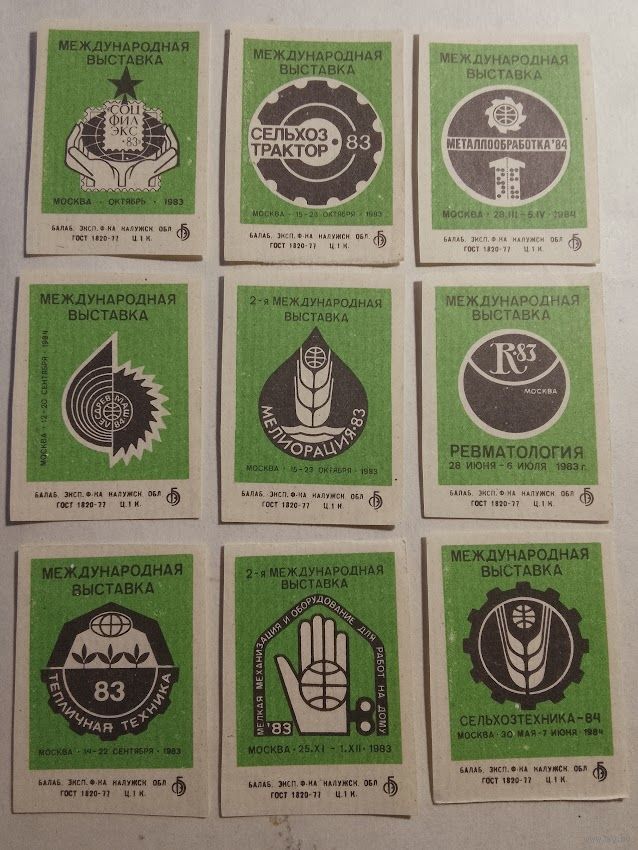 МЕЖДУНАРОДНАЯ
ВЫСТАВКА
СОЦ
ФИЛ
ЭКС
·83·
МОСКВА · ОКТЯБРЬ · 1983
БАЛАБ. ЭКСП. Ф-КА КАЛУЖСК. ОБЛ
ГОСТ 1820-77 Ц.1 К.
МЕЖДУНАРОДНАЯ
ВЫСТАВКА
СЕЛЬХОЗ
ТРАКТОР
83
МОСКВА · 15-23 ОКТЯБРЯ · 1983
БАЛАБ. ЭКСП. Ф-КА КАЛУЖСК. ОБЛ.
ГОСТ 1820-77 Ц.1 К.
МЕЖДУНАРОДНАЯ
ВЫСТАВКА
МЕТАЛЛООБРАБОТКА'84
МОСКВА · 28.III - 5.IV · 1984
БАЛАБ. ЭКСП. Ф-КА КАЛУЖСК. ОБЛ
ГОСТ 1820-77 Ц.1 К.
МЕЖДУНАРОДНАЯ
ВЫСТАВКА
МОСКВА · 12-20 СЕНТЯБРЯ · 1984
84
БАЛАБ. ЭКСП. Ф-КА КАЛУЖСК. ОБЛ
ГОСТ 1820-77 Ц.1 К.
2-я МЕЖДУНАРОДНАЯ
ВЫСТАВКА
МЕЛИОРАЦИЯ·83
МОСКВА · 15-23 ОКТЯБРЯ · 1983
БАЛАБ. ЭКСП. Ф-КА КАЛУЖСК. ОБЛ
ГОСТ 1820-77 Ц.1 К.
МЕЖДУНАРОДНАЯ
ВЫСТАВКА
R·83
МОСКВА
РЕВМАТОЛОГИЯ
28 ИЮНЯ - 6 ИЮЛЯ 1983 г.
БАЛАБ. ЭКСП. Ф-КА КАЛУЖСК. ОБЛ
ГОСТ 1820-77 Ц.1 К.
МЕЖДУНАРОДНАЯ
ВЫСТАВКА
83
ТЕПЛИЧНАЯ ТЕХНИКА
МОСКВА · 14-22 СЕНТЯБРЯ · 1983
БАЛАБ. ЭКСП. Ф-КА КАЛУЖСК. ОБЛ
ГОСТ 1820-77 Ц.1 К.
2-я МЕЖДУНАРОДНАЯ
ВЫСТАВКА
МЕЛКАЯ МЕХАНИЗАЦИЯ И ОБОРУДОВАНИЕ ДЛЯ РАБОТ НА ДОМУ
'83
МОСКВА · 25.XI - 1.XII · 1983
БАЛАБ. ЭКСП. Ф-КА КАЛУЖСК. ОБЛ
ГОСТ 1820-77 Ц.1 К.
МЕЖДУНАРОДНАЯ
ВЫСТАВКА
СЕЛЬХОЗТЕХНИКА-84
МОСКВА · 30 МАЯ-7 ИЮНЯ · 1984
БАЛАБ. ЭКСП. Ф-КА КАЛУЖСК. ОБЛ
ГОСТ 1820-77 Ц.1 К.